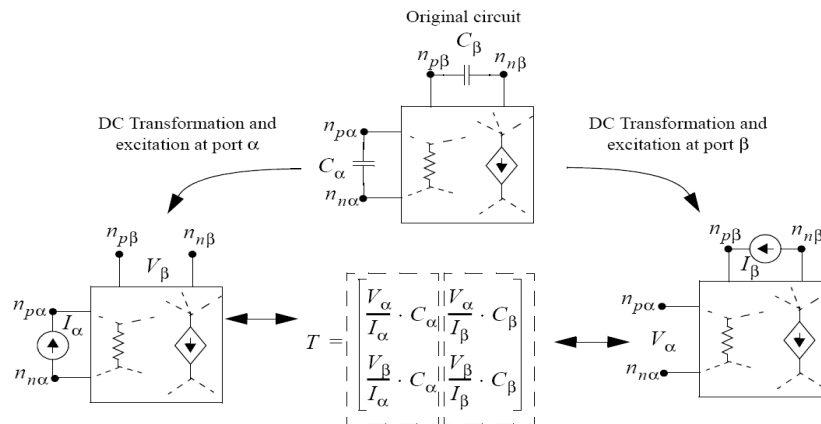 Original circuit
C_β
n_pβ n_nβ
DC Transformation and
excitation at port α
DC Transformation and
excitation at port β
n_pα
C_α
n_nα
n_pβ n_nβ
V_β
n_pα
I_α
n_nα
T = [ V_α/I_α · C_α V_α/I_β · C_β
V_β/I_α · C_α V_β/I_β · C_β ]
n_pβ n_nβ
I_β
n_pα
V_α
n_nα